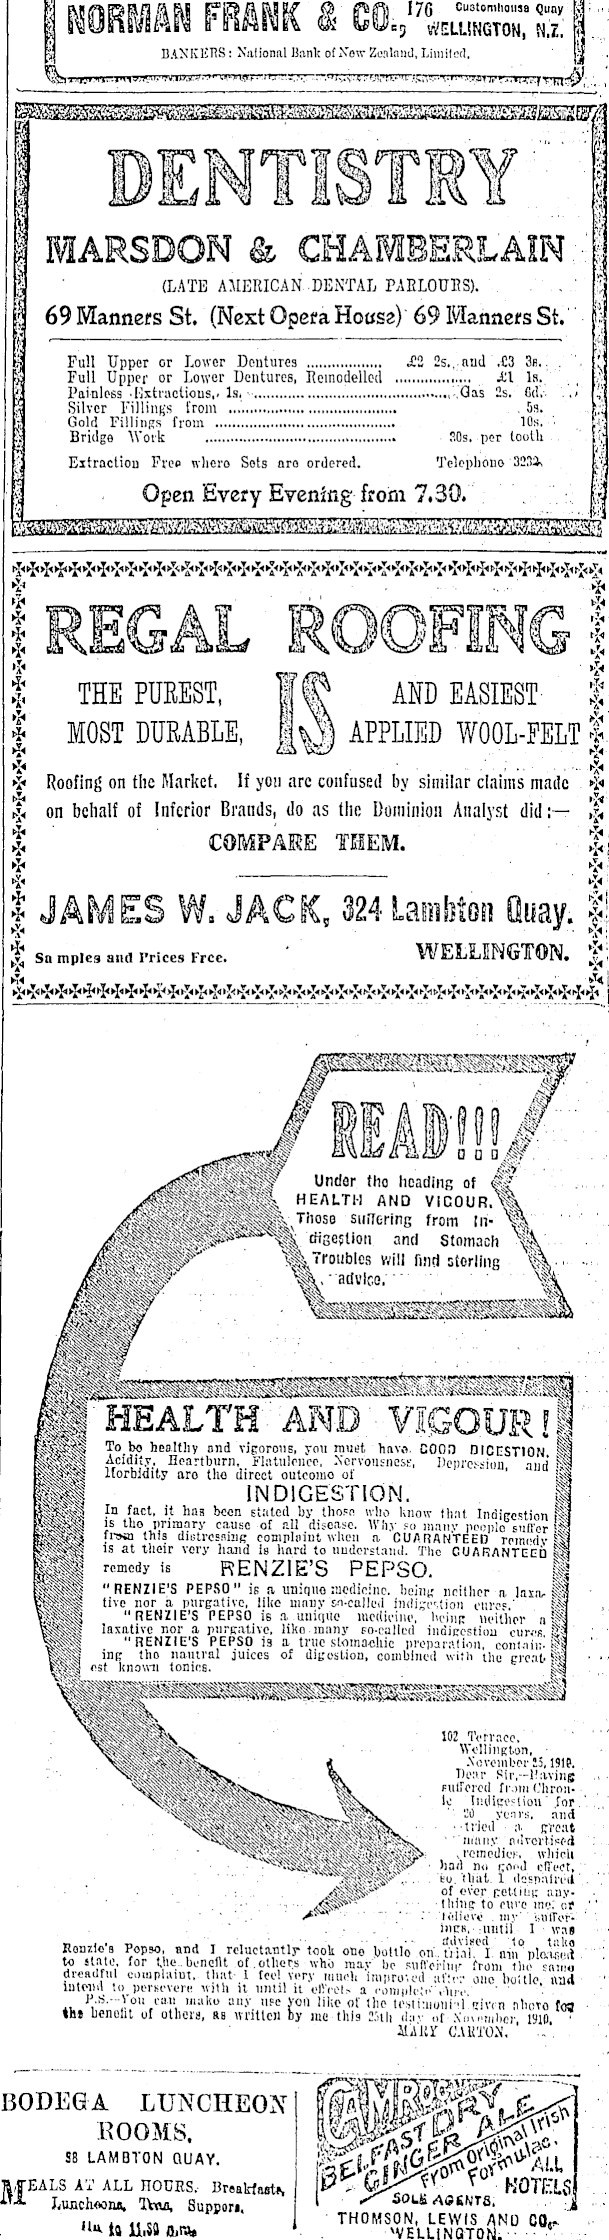 NORMAN FRANK & CO., 176 Customhouse Quay
WELLINGTON, N.Z.
BANKERS: National Bank of New Zealand, Limited.
DENTISTRY
MARSDON & CHAMBERLAIN
(LATE AMERICAN DENTAL PARLOURS).
69 Manners St. (Next Opera House) 69 Manners St.
Full Upper or Lower Dentures ................. £2 2s. and £3 3s.
Full Upper or Lower Dentures, Remodelled ................. £1 1s.
Painless Extractions, 1s, ................. Gas 2s. 6d.
Silver Fillings from ................. 5s.
Gold Fillings from ................. 10s.
Bridge Work ................. 30s. per tooth
Extraction Free where Sets are ordered. Telephone 3232.
Open Every Evening from 7.30.
REGAL ROOFING
IS
THE PUREST,
MOST DURABLE,
AND EASIEST
APPLIED WOOL-FELT
Roofing on the Market. If you are confused by similar claims made
on behalf of Inferior Brands, do as the Dominion Analyst did:—
COMPARE THEM.
JAMES W. JACK, 324 Lambton Quay.
Samples and Prices Free. WELLINGTON.
READ!!!
Under the heading of
HEALTH AND VIGOUR.
Those suffering from In-
digestion and Stomach
Troubles will find sterling
advice.
HEALTH AND VIGOUR!
To be healthy and vigorous, you must have GOOD DIGESTION.
Acidity, Heartburn, Flatulence, Nervousness, Depression, and
Morbidity are the direct outcome of
INDIGESTION.
In fact, it has been stated by those who know that Indigestion
is the primary cause of all disease. Why so many people suffer
from this distressing complaint when a GUARANTEED remedy
is at their very hand is hard to understand. The GUARANTEED
remedy is RENZIE'S PEPSO.
"RENZIE'S PEPSO" is a unique medicine, being neither a laxa-
tive nor a purgative, like many so-called indigestion cures.
"RENZIE'S PEPSO is a unique medicine, being neither a
laxative nor a purgative, like many so-called indigestion cures.
"RENZIE'S PEPSO is a true stomachic preparation, contain-
ing the nautral juices of digestion, combined with the great-
est known tonics.
102 Terrace,
Wellington,
November 25, 1910.
Dear Sir,—Having
suffered from Chron-
ic Indigestion for
20 years, and
tried a great
many advertised
remedies, which
had no good effect,
so that I despaired
of ever getting any-
thing to cure me or
relieve my suffer-
ings, until I was
advised to take
Renzie's Pepso, and I reluctantly took one bottle on trial. I am pleased
to state, for the benefit of others who may be suffering from the same
dreadful complaint, that I feel very much improved after one bottle, and
intend to persevere with it until it effects a complete cure.
P.S.—You can make any use you like of the testimonial given above for
the benefit of others, as written by me this 25th day of November, 1910.
MARY CARTON.
BODEGA LUNCHEON
ROOMS.
98 LAMBTON QUAY.
MEALS AT ALL HOURS. Breakfasts,
Luncheons, Teas, Suppers.
to 11.30 p.m.
CAMROC
BELFAST DRY
GINGER ALE
From Original Irish
Formulae.
ALL
HOTELS
SOLE AGENTS.
THOMSON, LEWIS AND CO.,
WELLINGTON.